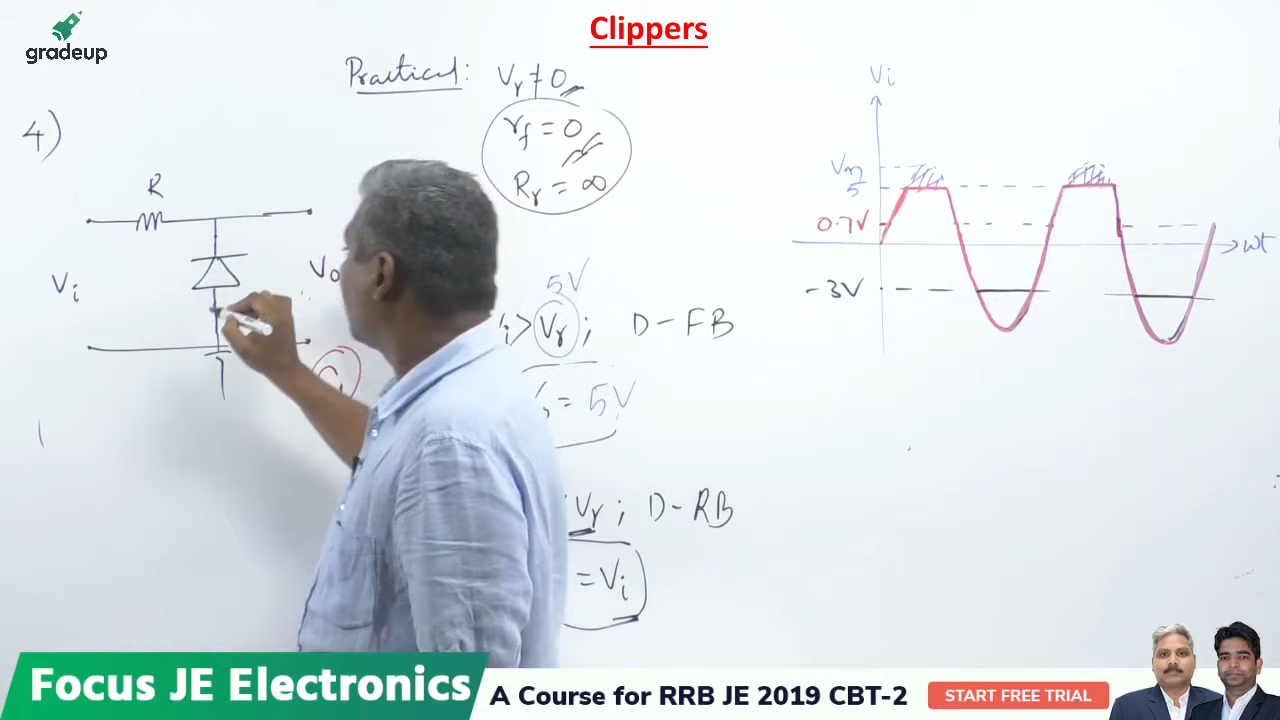 gradeup
Clippers
Practical: Vγ ≠ 0
rf = 0
Rr = ∞
4)
R
Vi
5V
> Vγ ; D-FB
= 5V
Vγ ; D-RB
= Vi
Vi
Vm
5
0.7V
-3V
ωt
Focus JE Electronics
A Course for RRB JE 2019 CBT-2
START FREE TRIAL